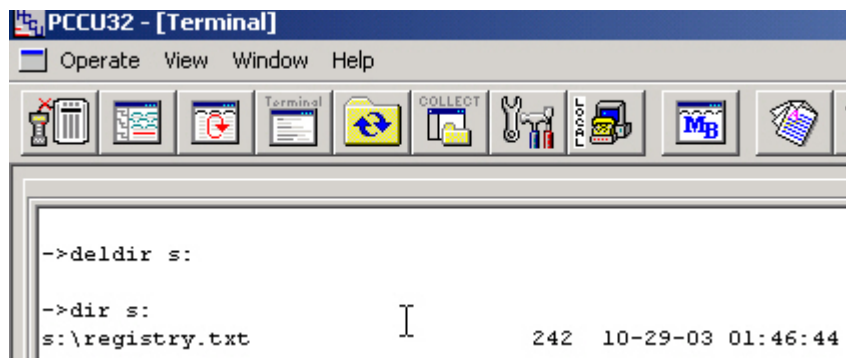 PCCU32 - [Terminal]
Operate View Window Help
Terminal
COLLECT
LOCAL
MB
->deldir s:
->dir s:
s:\registry.txt 242 10-29-03 01:46:44